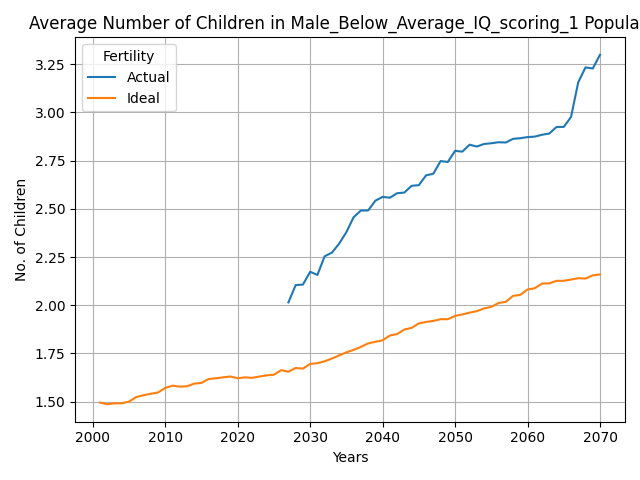 Average Number of Children in Male_Below_Average_IQ_scoring_1 Popula
Fertility
Actual
Ideal
3.25
3.00
2.75
2.50
2.25
2.00
1.75
1.50
No. of Children
2000 2010 2020 2030 2040 2050 2060 2070
Years